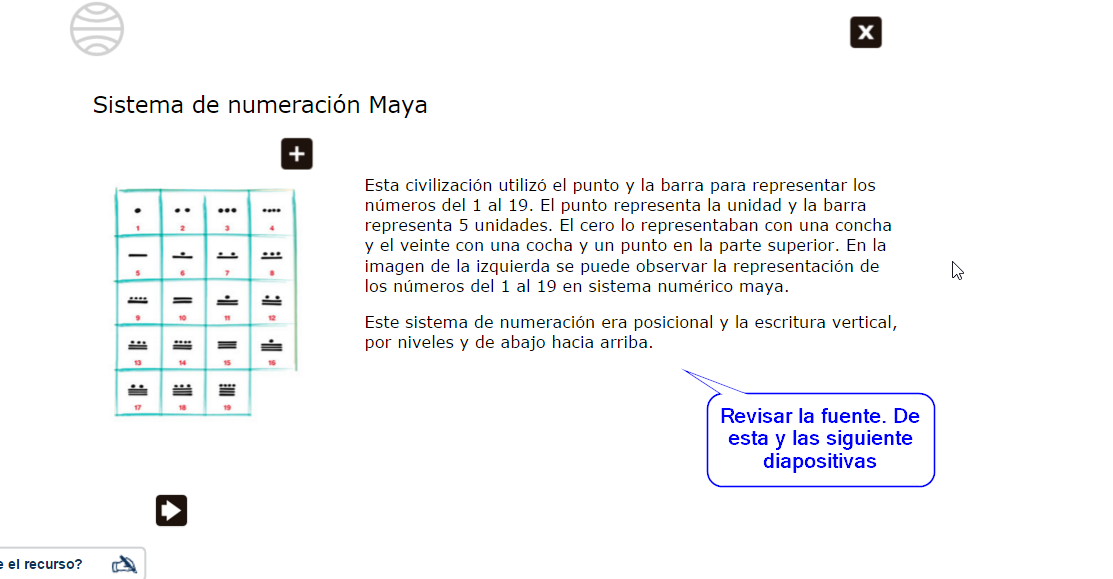 X
Sistema de numeración Maya
+
Esta civilización utilizó el punto y la barra para representar los
números del 1 al 19. El punto representa la unidad y la barra
representa 5 unidades. El cero lo representaban con una concha
y el veinte con una cocha y un punto en la parte superior. En la
imagen de la izquierda se puede observar la representación de
los números del 1 al 19 en sistema numérico maya.
Este sistema de numeración era posicional y la escritura vertical,
por niveles y de abajo hacia arriba.
1 2 3 4
5 6 7 8
9 10 11 12
13 14 15 16
17 18 19
Revisar la fuente. De
esta y las siguiente
diapositivas
e el recurso?